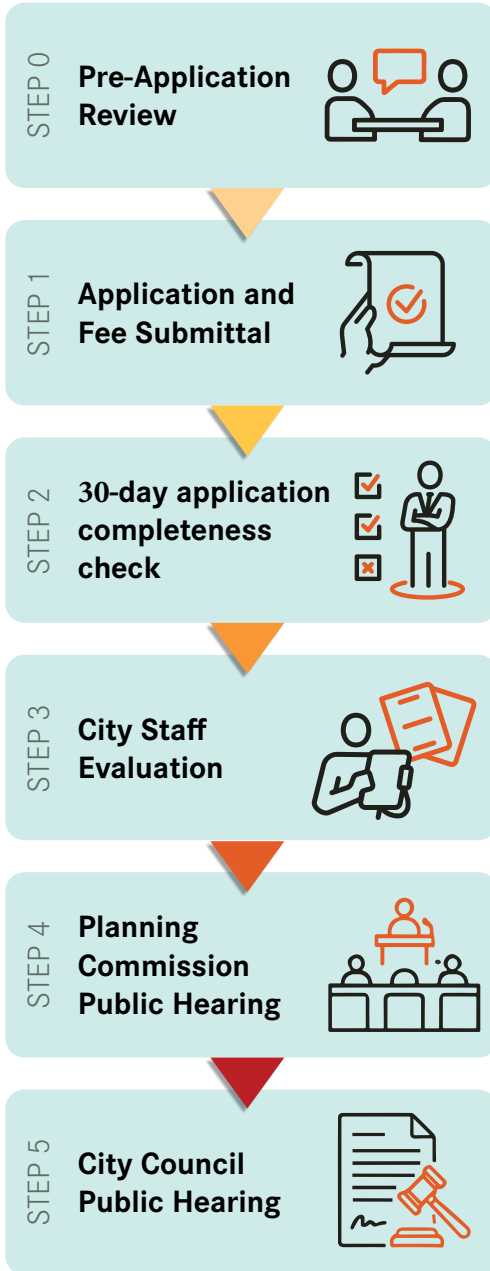 STEP 0
Pre-Application
Review
STEP 1
Application and
Fee Submittal
STEP 2
30-day application
completeness
check
STEP 3
City Staff
Evaluation
STEP 4
Planning
Commission
Public Hearing
STEP 5
City Council
Public Hearing